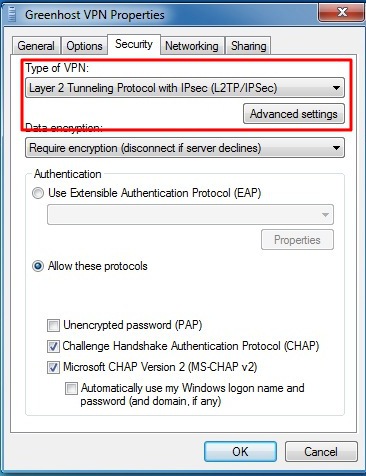 Greenhost VPN Properties
General Options Security Networking Sharing
Type of VPN:
Layer 2 Tunneling Protocol with IPsec (L2TP/IPSec)
Advanced settings
Data encryption:
Require encryption (disconnect if server declines)
Authentication
Use Extensible Authentication Protocol (EAP)
Properties
Allow these protocols
Unencrypted password (PAP)
Challenge Handshake Authentication Protocol (CHAP)
Microsoft CHAP Version 2 (MS-CHAP v2)
Automatically use my Windows logon name and
password (and domain, if any)
OK Cancel